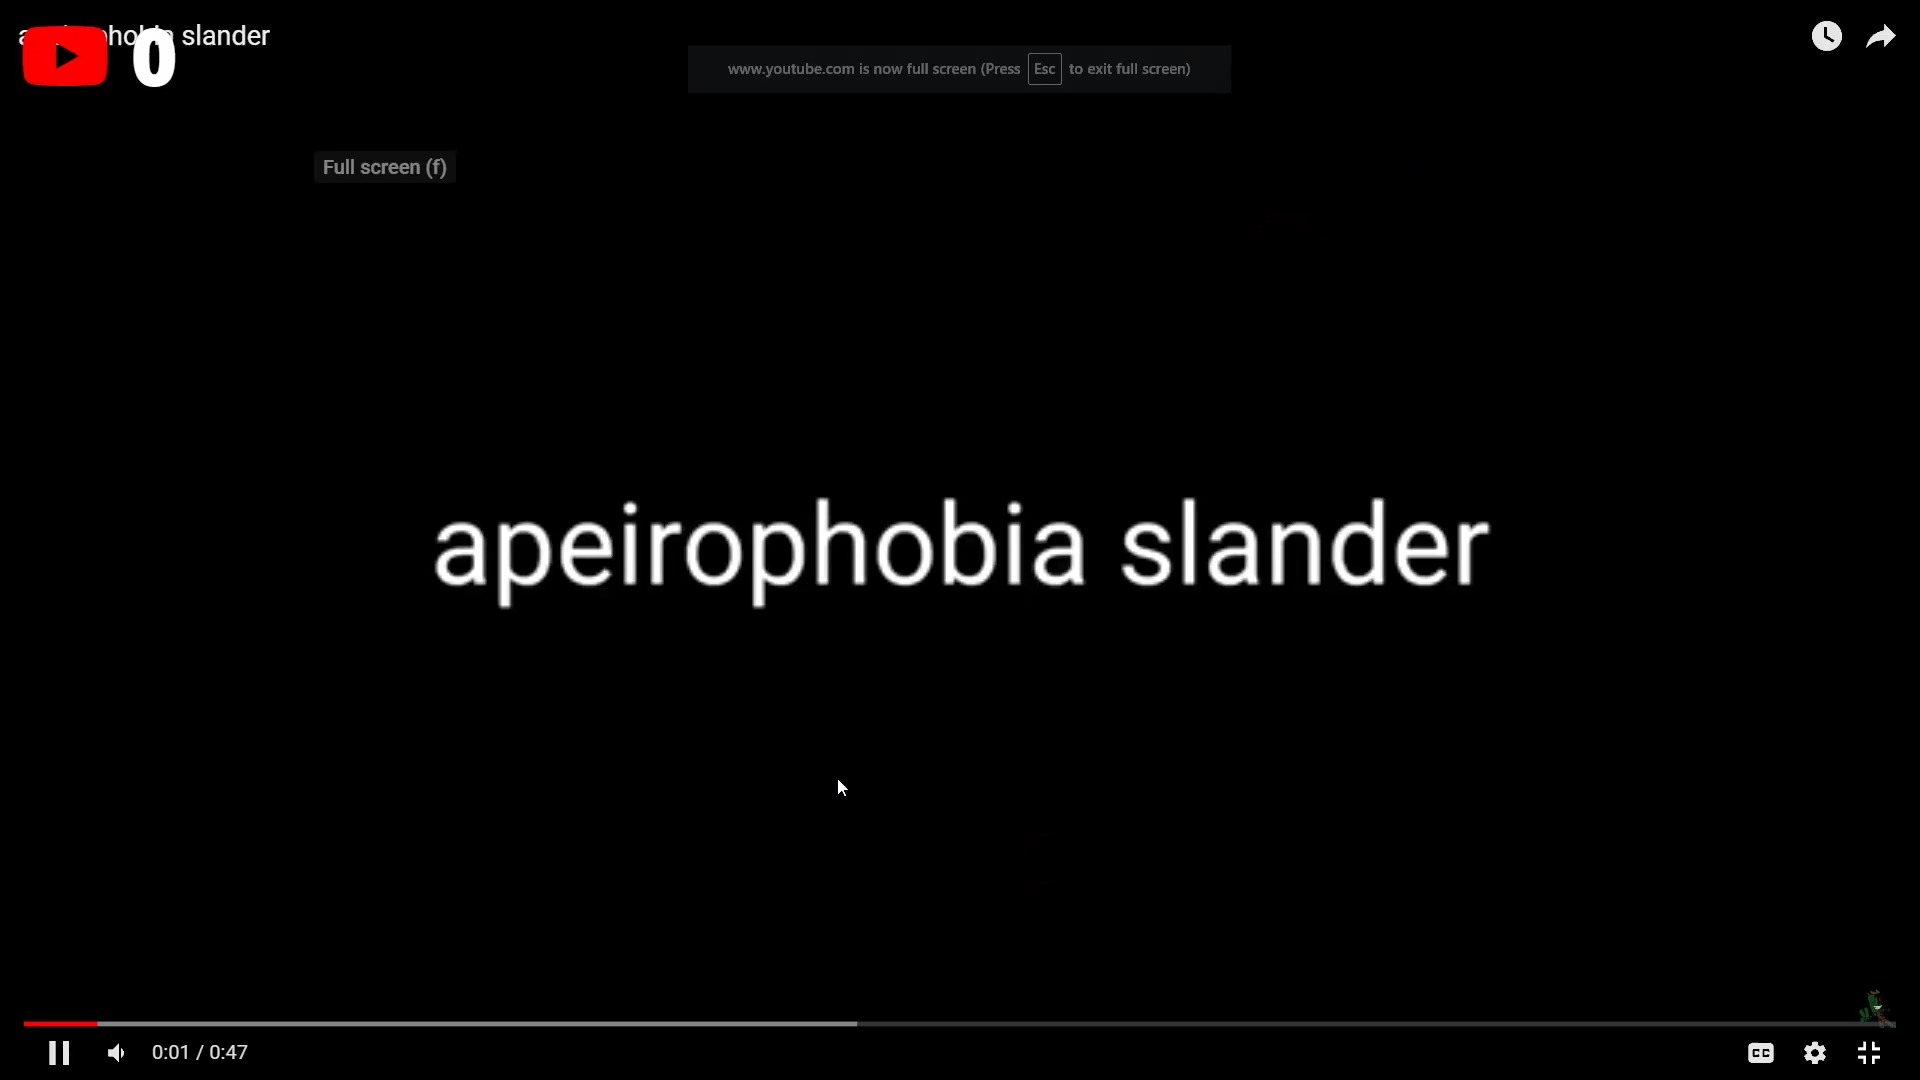 slander
0
www.youtube.com is now full screen (Press Esc to exit full screen)
Full screen (f)
apeirophobia slander
0:01 / 0:47
CC